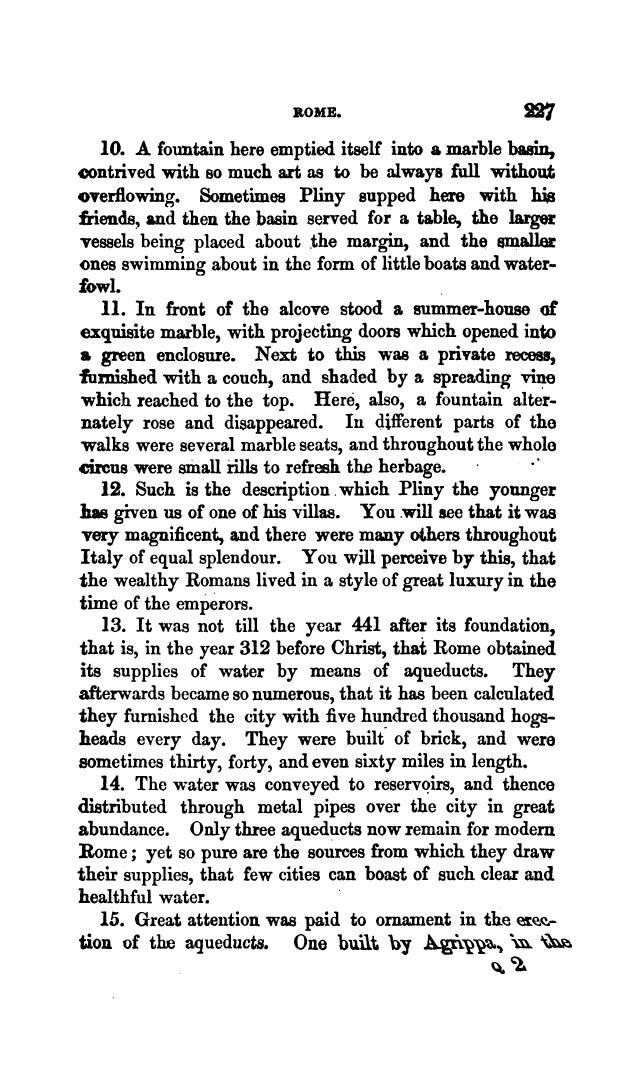 ROME. 227
10. A fountain here emptied itself into a marble basin,
contrived with so much art as to be always full without
overflowing. Sometimes Pliny supped here with his
friends, and then the basin served for a table, the larger
vessels being placed about the margin, and the smaller
ones swimming about in the form of little boats and water-
fowl.
11. In front of the alcove stood a summer-house of
exquisite marble, with projecting doors which opened into
a green enclosure. Next to this was a private recess,
furnished with a couch, and shaded by a spreading vine
which reached to the top. Here, also, a fountain alter-
nately rose and disappeared. In different parts of the
walks were several marble seats, and throughout the whole
circus were small rills to refresh the herbage.
12. Such is the description which Pliny the younger
has given us of one of his villas. You will see that it was
very magnificent, and there were many others throughout
Italy of equal splendour. You will perceive by this, that
the wealthy Romans lived in a style of great luxury in the
time of the emperors.
13. It was not till the year 441 after its foundation,
that is, in the year 312 before Christ, that Rome obtained
its supplies of water by means of aqueducts. They
afterwards became so numerous, that it has been calculated
they furnished the city with five hundred thousand hogs-
heads every day. They were built of brick, and were
sometimes thirty, forty, and even sixty miles in length.
14. The water was conveyed to reservoirs, and thence
distributed through metal pipes over the city in great
abundance. Only three aqueducts now remain for modern
Rome; yet so pure are the sources from which they draw
their supplies, that few cities can boast of such clear and
healthful water.
15. Great attention was paid to ornament in the erec-
tion of the aqueducts. One built by Agrippa, in the
Q 2